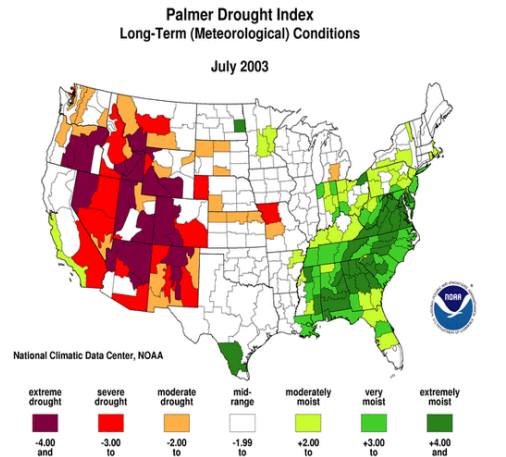 Palmer Drought Index
Long-Term (Meteorological) Conditions
July 2003
NOAA
National Climatic Data Center, NOAA
extreme drought
severe drought
moderate drought
mid-range
moderately moist
very moist
extremely moist
-4.00 and
-3.00 to
-2.00 to
-1.99 to
+2.00 to
+3.00 to
+4.00 and